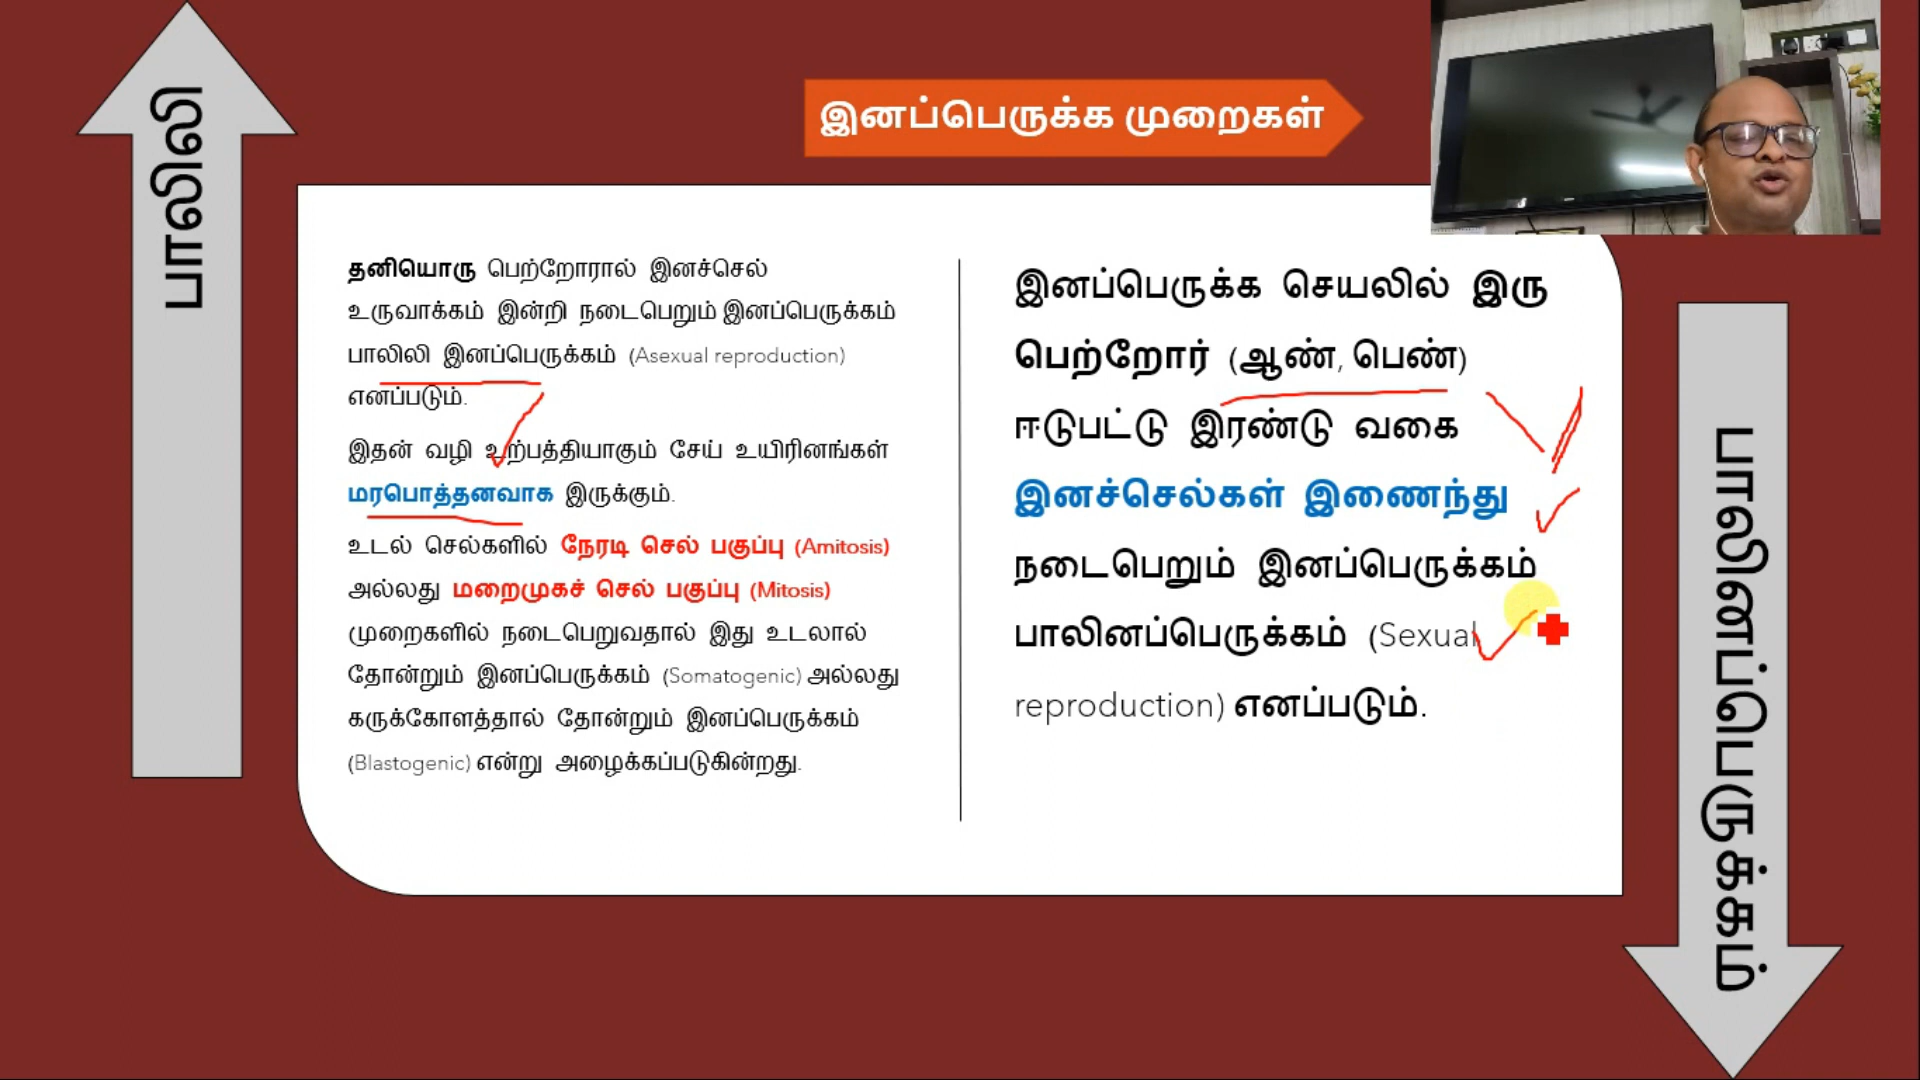 இனப்பெருக்க முறைகள்
பாலிலி
தனியொரு பெற்றோரால் இனச்செல்
உருவாக்கம் இன்றி நடைபெறும் இனப்பெருக்கம்
பாலிலி இனப்பெருக்கம் (Asexual reproduction)
எனப்படும்.
இதன் வழி உற்பத்தியாகும் சேய் உயிரினங்கள்
மரபொத்தனவாக இருக்கும்.
உடல் செல்களில் நேரடி செல் பகுப்பு (Amitosis)
அல்லது மறைமுகச் செல் பகுப்பு (Mitosis)
முறைகளில் நடைபெறுவதால் இது உடலால்
தோன்றும் இனப்பெருக்கம் (Somatogenic) அல்லது
கருக்கோளத்தால் தோன்றும் இனப்பெருக்கம்
(Blastogenic) என்று அழைக்கப்படுகின்றது.
இனப்பெருக்க செயலில் இரு
பெற்றோர் (ஆண், பெண்)
ஈடுபட்டு இரண்டு வகை
இனச்செல்கள் இணைந்து
நடைபெறும் இனப்பெருக்கம்
பாலினப்பெருக்கம் (Sexual
reproduction) எனப்படும்.
பாலினப்பெருக்கம்